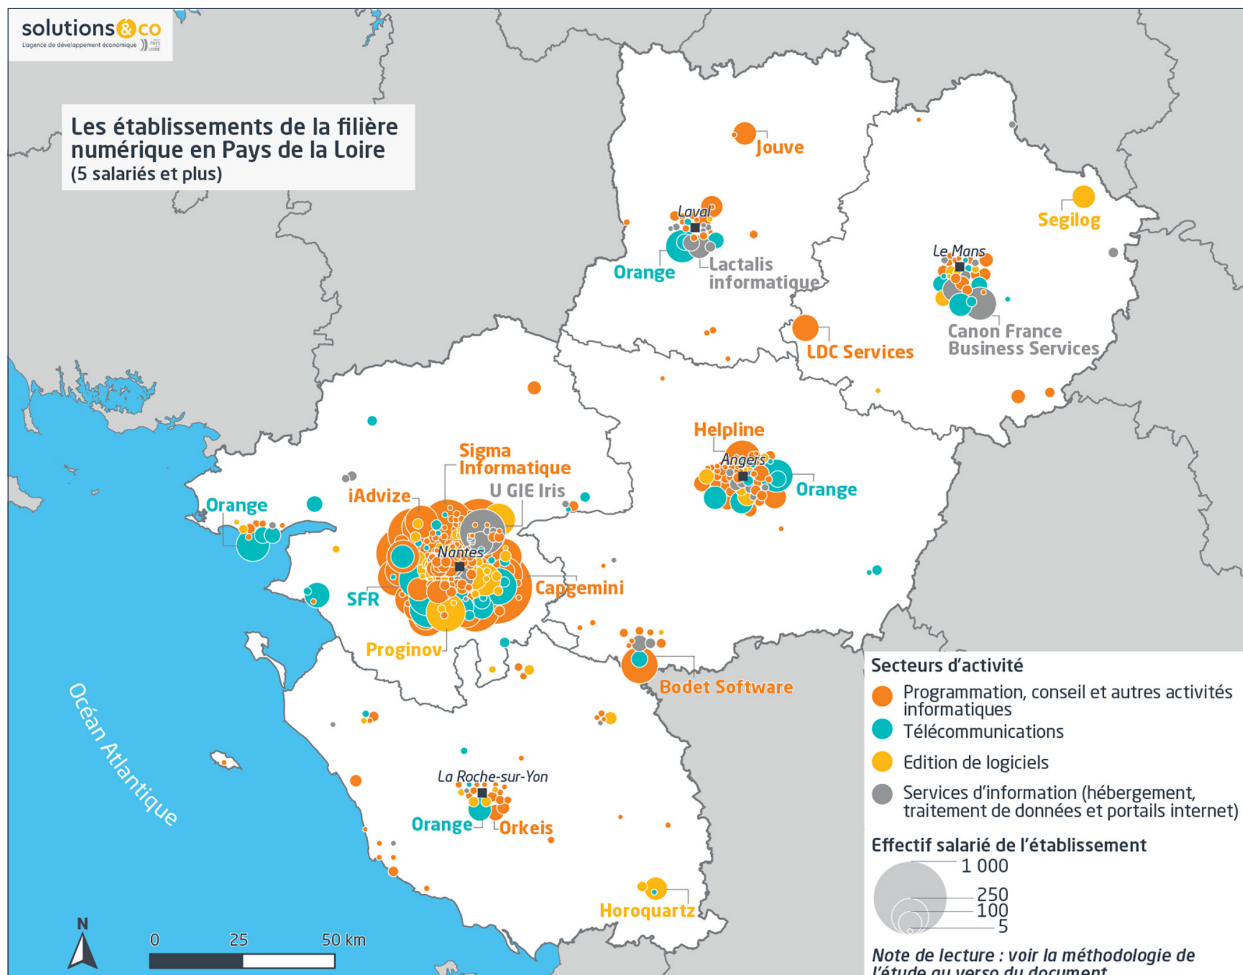 solutions&co
L'agence de développement économique
Les établissements de la filière
numérique en Pays de la Loire
(5 salariés et plus)
Jouve
Laval
Segilog
Le Mans
Orange
Lactalis
informatique
Canon France
Business Services
LDC Services
Helpline
Angers
Orange
Sigma
Informatique
U GIE Iris
iAdvize
Orange
Nantes
SFR
Capgemini
Proginov
Bodet Software
Océan Atlantique
La Roche-sur-Yon
Orange
Orkeis
Horoquartz
N
0 25 50 km
Secteurs d'activité
Programmation, conseil et autres activités
informatiques
Télécommunications
Edition de logiciels
Services d'information (hébergement,
traitement de données et portails internet)
Effectif salarié de l'établissement
1 000
250
100
5
Note de lecture : voir la méthodologie de
l'étude au verso du document